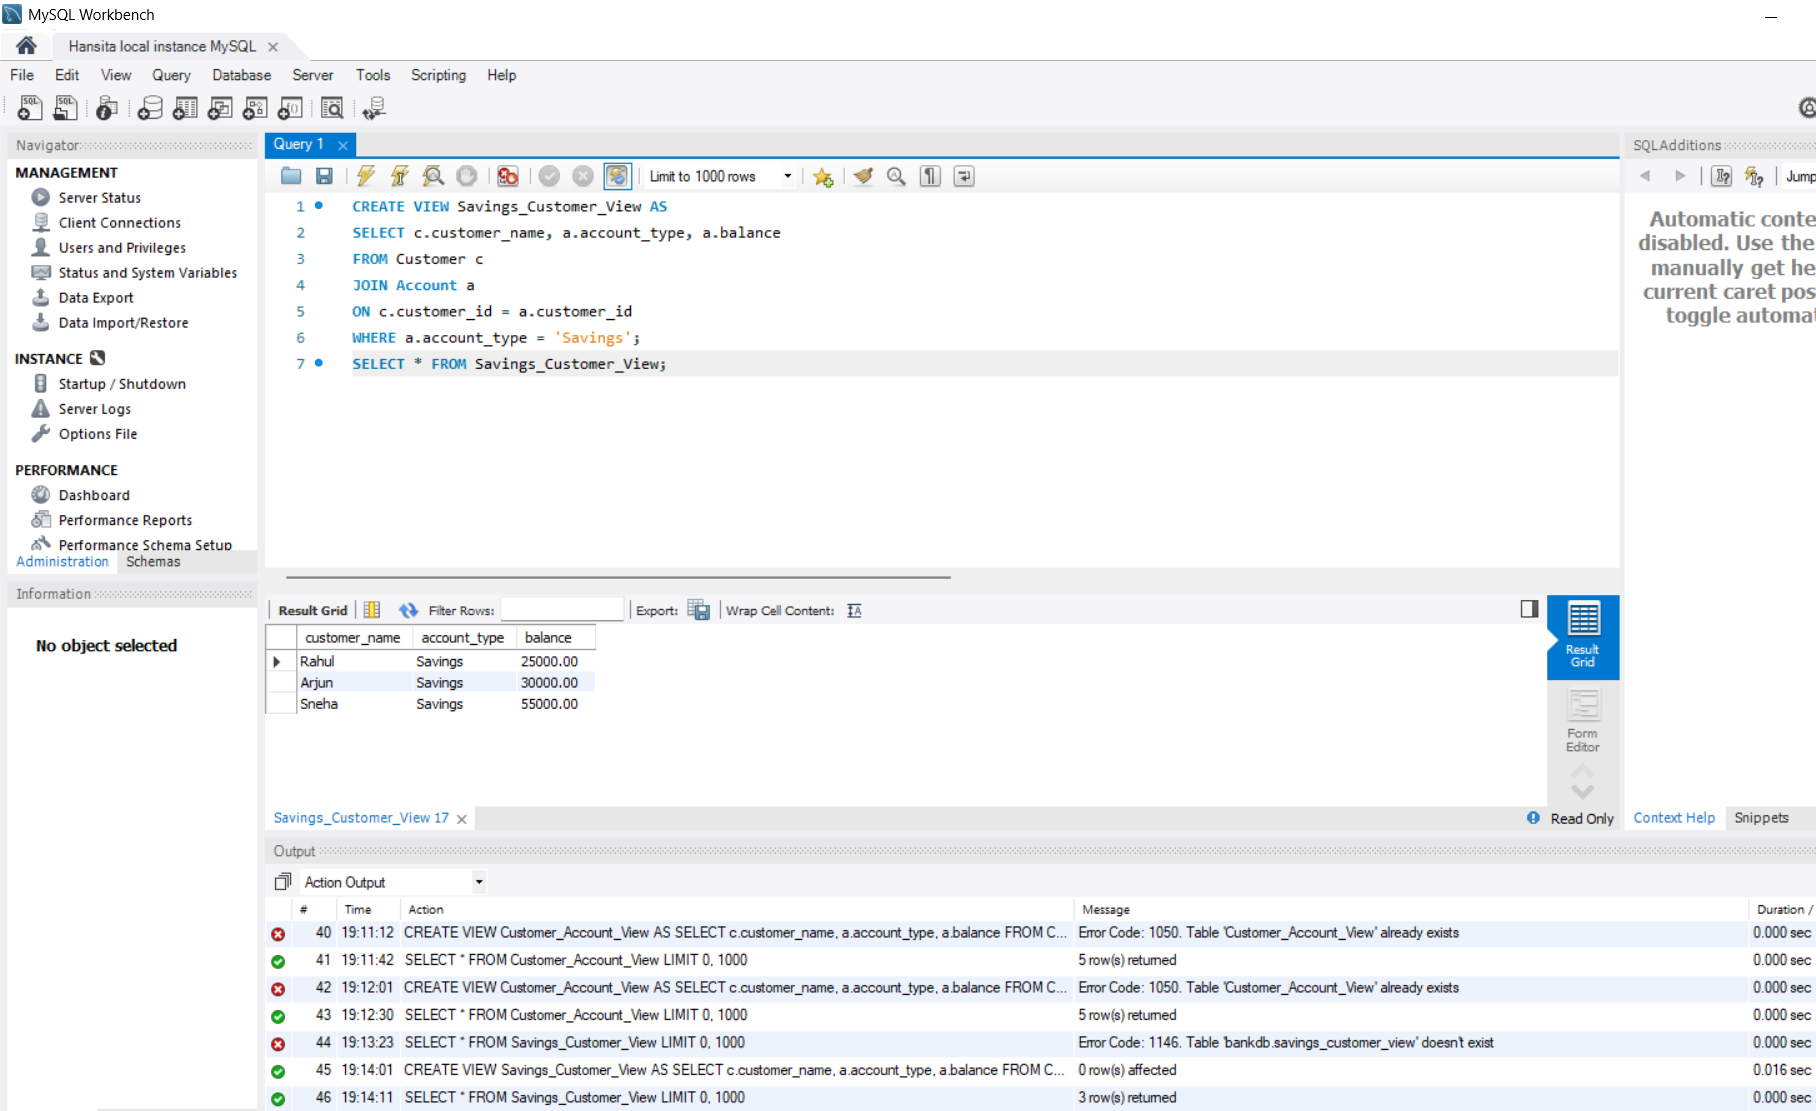 MySQL Workbench
Hansita local instance MySQL
File Edit View Query Database Server Tools Scripting Help
Navigator
MANAGEMENT
Server Status
Client Connections
Users and Privileges
Status and System Variables
Data Export
Data Import/Restore
INSTANCE
Startup / Shutdown
Server Logs
Options File
PERFORMANCE
Dashboard
Performance Reports
Performance Schema Setup
Administration Schemas
Information
No object selected
Query 1
Limit to 1000 rows
1 CREATE VIEW Savings_Customer_View AS
2 SELECT c.customer_name, a.account_type, a.balance
3 FROM Customer c
4 JOIN Account a
5 ON c.customer_id = a.customer_id
6 WHERE a.account_type = 'Savings';
7 SELECT * FROM Savings_Customer_View;
Result Grid Filter Rows: Export: Wrap Cell Content:
customer_name account_type balance
Rahul Savings 25000.00
Arjun Savings 30000.00
Sneha Savings 55000.00
Result
Grid
Form
Editor
Savings_Customer_View 17
Read Only
SQLAdditions
Jump
Automatic conte
disabled. Use the
manually get he
current caret pos
toggle automat
Context Help Snippets
Output
Action Output
# Time Action Message Duration /
40 19:11:12 CREATE VIEW Customer_Account_View AS SELECT c.customer_name, a.account_type, a.balance FROM C... Error Code: 1050. Table 'Customer_Account_View' already exists 0.000 sec
41 19:11:42 SELECT * FROM Customer_Account_View LIMIT 0, 1000 5 row(s) returned 0.000 sec
42 19:12:01 CREATE VIEW Customer_Account_View AS SELECT c.customer_name, a.account_type, a.balance FROM C... Error Code: 1050. Table 'Customer_Account_View' already exists 0.000 sec
43 19:12:30 SELECT * FROM Customer_Account_View LIMIT 0, 1000 5 row(s) returned 0.000 sec
44 19:13:23 SELECT * FROM Savings_Customer_View LIMIT 0, 1000 Error Code: 1146. Table 'bankdb.savings_customer_view' doesn't exist 0.000 sec
45 19:14:01 CREATE VIEW Savings_Customer_View AS SELECT c.customer_name, a.account_type, a.balance FROM C... 0 row(s) affected 0.016 sec
46 19:14:11 SELECT * FROM Savings_Customer_View LIMIT 0, 1000 3 row(s) returned 0.000 sec